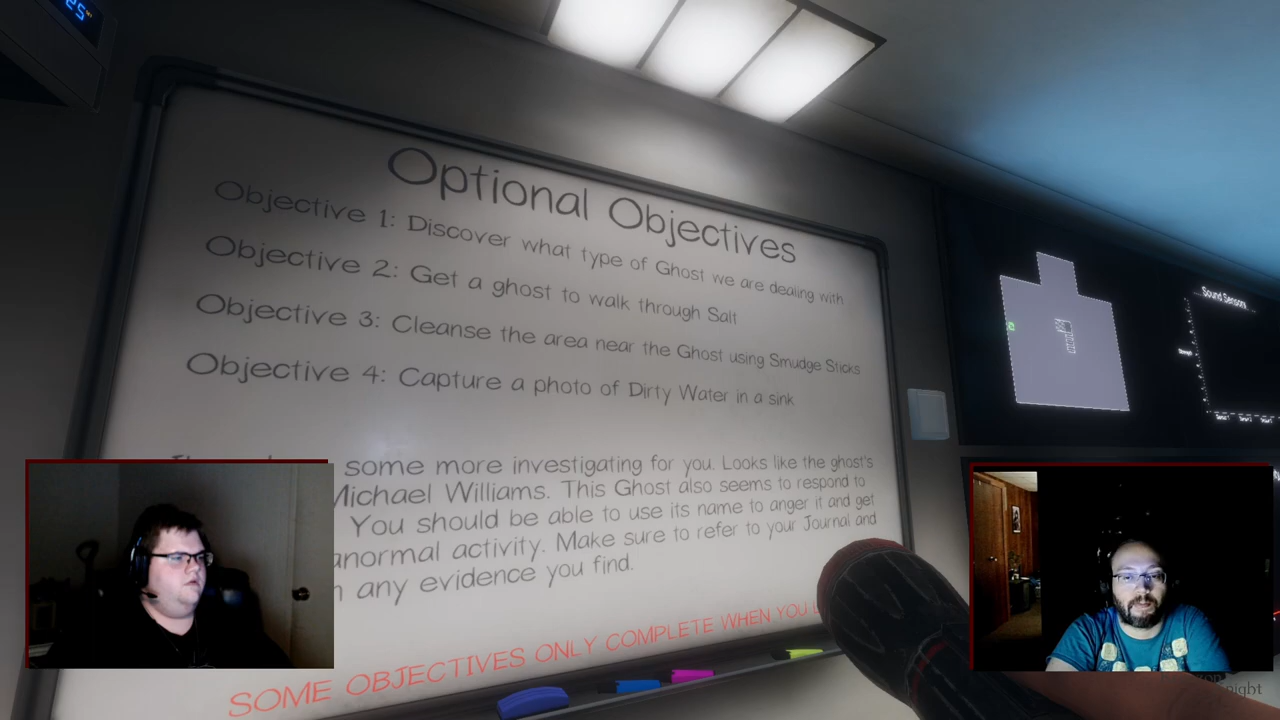 25
Optional Objectives
Objective 1: Discover what type of Ghost we are dealing with
Objective 2: Get a ghost to walk through Salt
Objective 3: Cleanse the area near the Ghost using Smudge Sticks
Objective 4: Capture a photo of Dirty Water in a sink
some more investigating for you. Looks like the ghost's
Michael Williams. This Ghost also seems to respond to
You should be able to use its name to anger it and get
anormal activity. Make sure to refer to your Journal and
any evidence you find.
SOME OBJECTIVES ONLY COMPLETE WHEN YOU
Sound Sensors
night